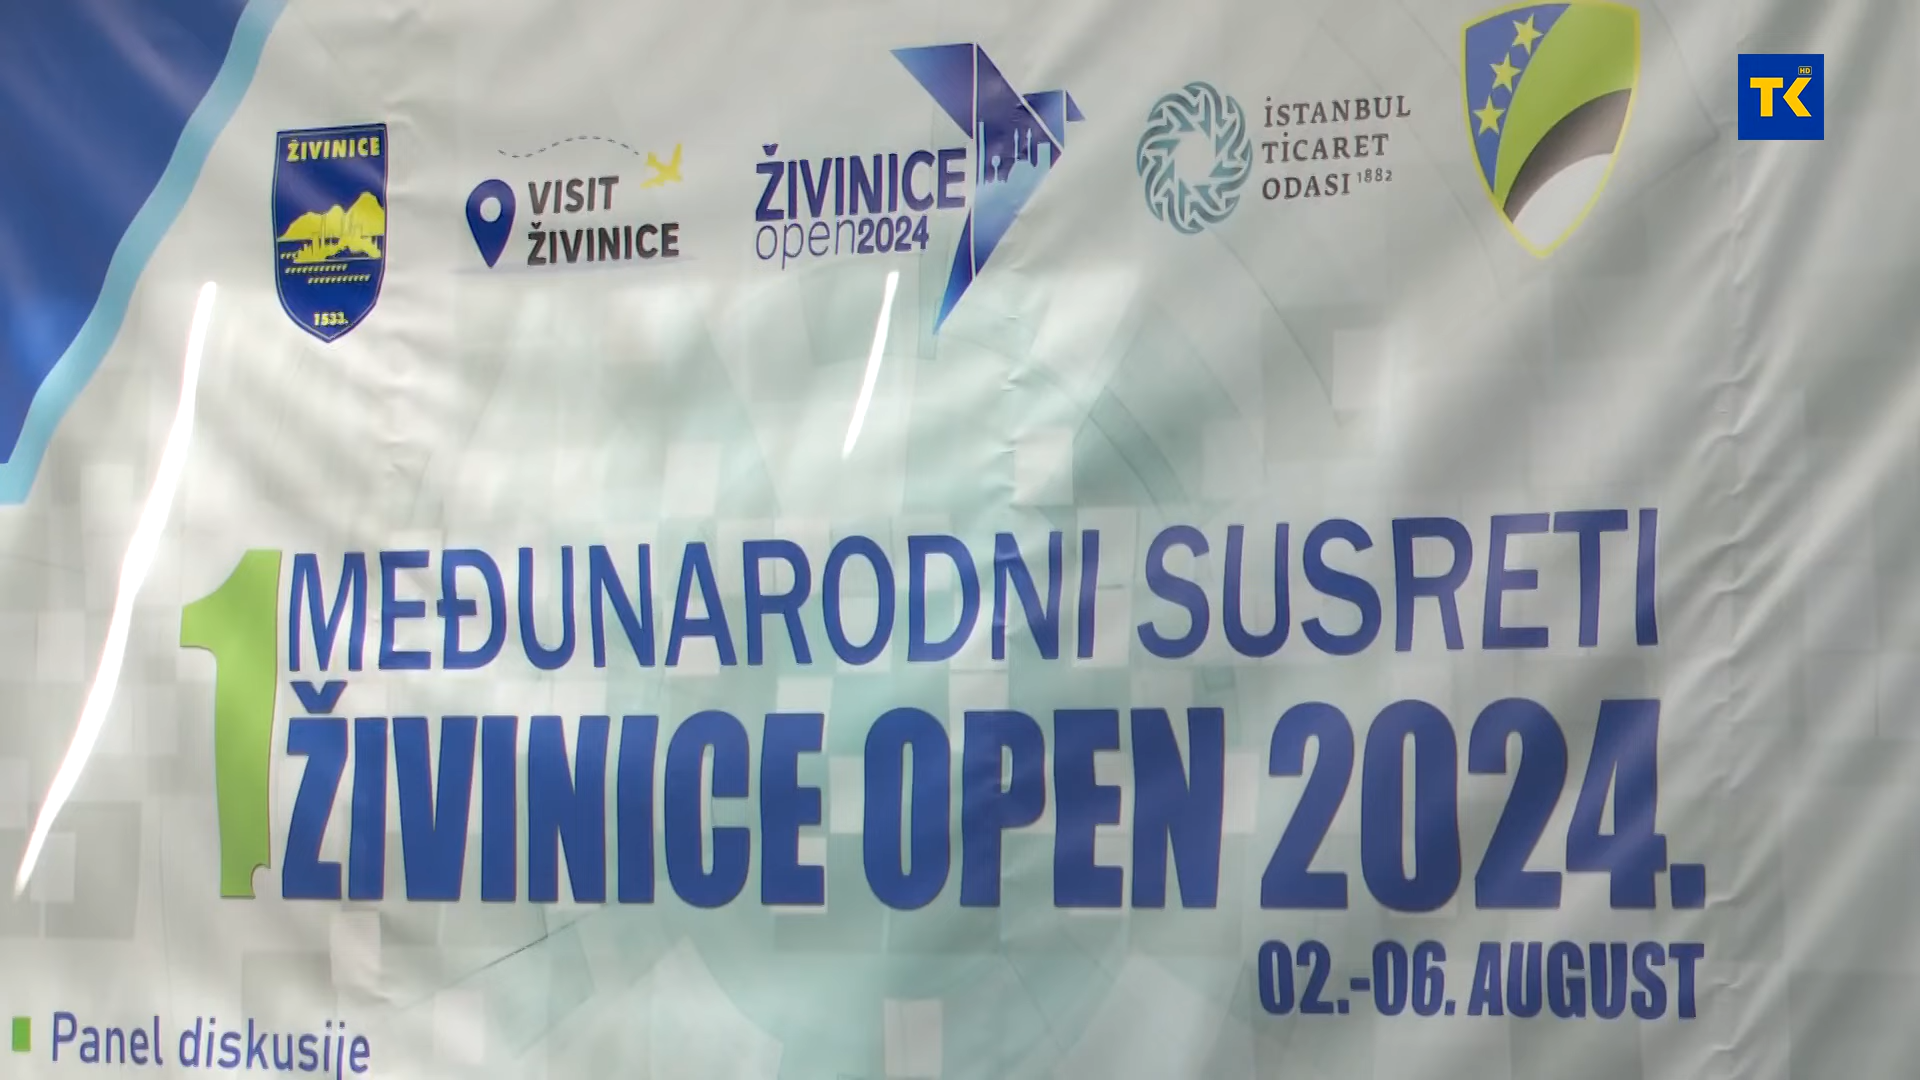 ŽIVINICE
1533.
VISIT
ŽIVINICE
ŽIVINICE
open2024
İSTANBUL
TİCARET
ODASI 1882
TK HD
1 MEĐUNARODNI SUSRETI
ŽIVINICE OPEN 2024.
02.-06. AUGUST
Panel diskusije